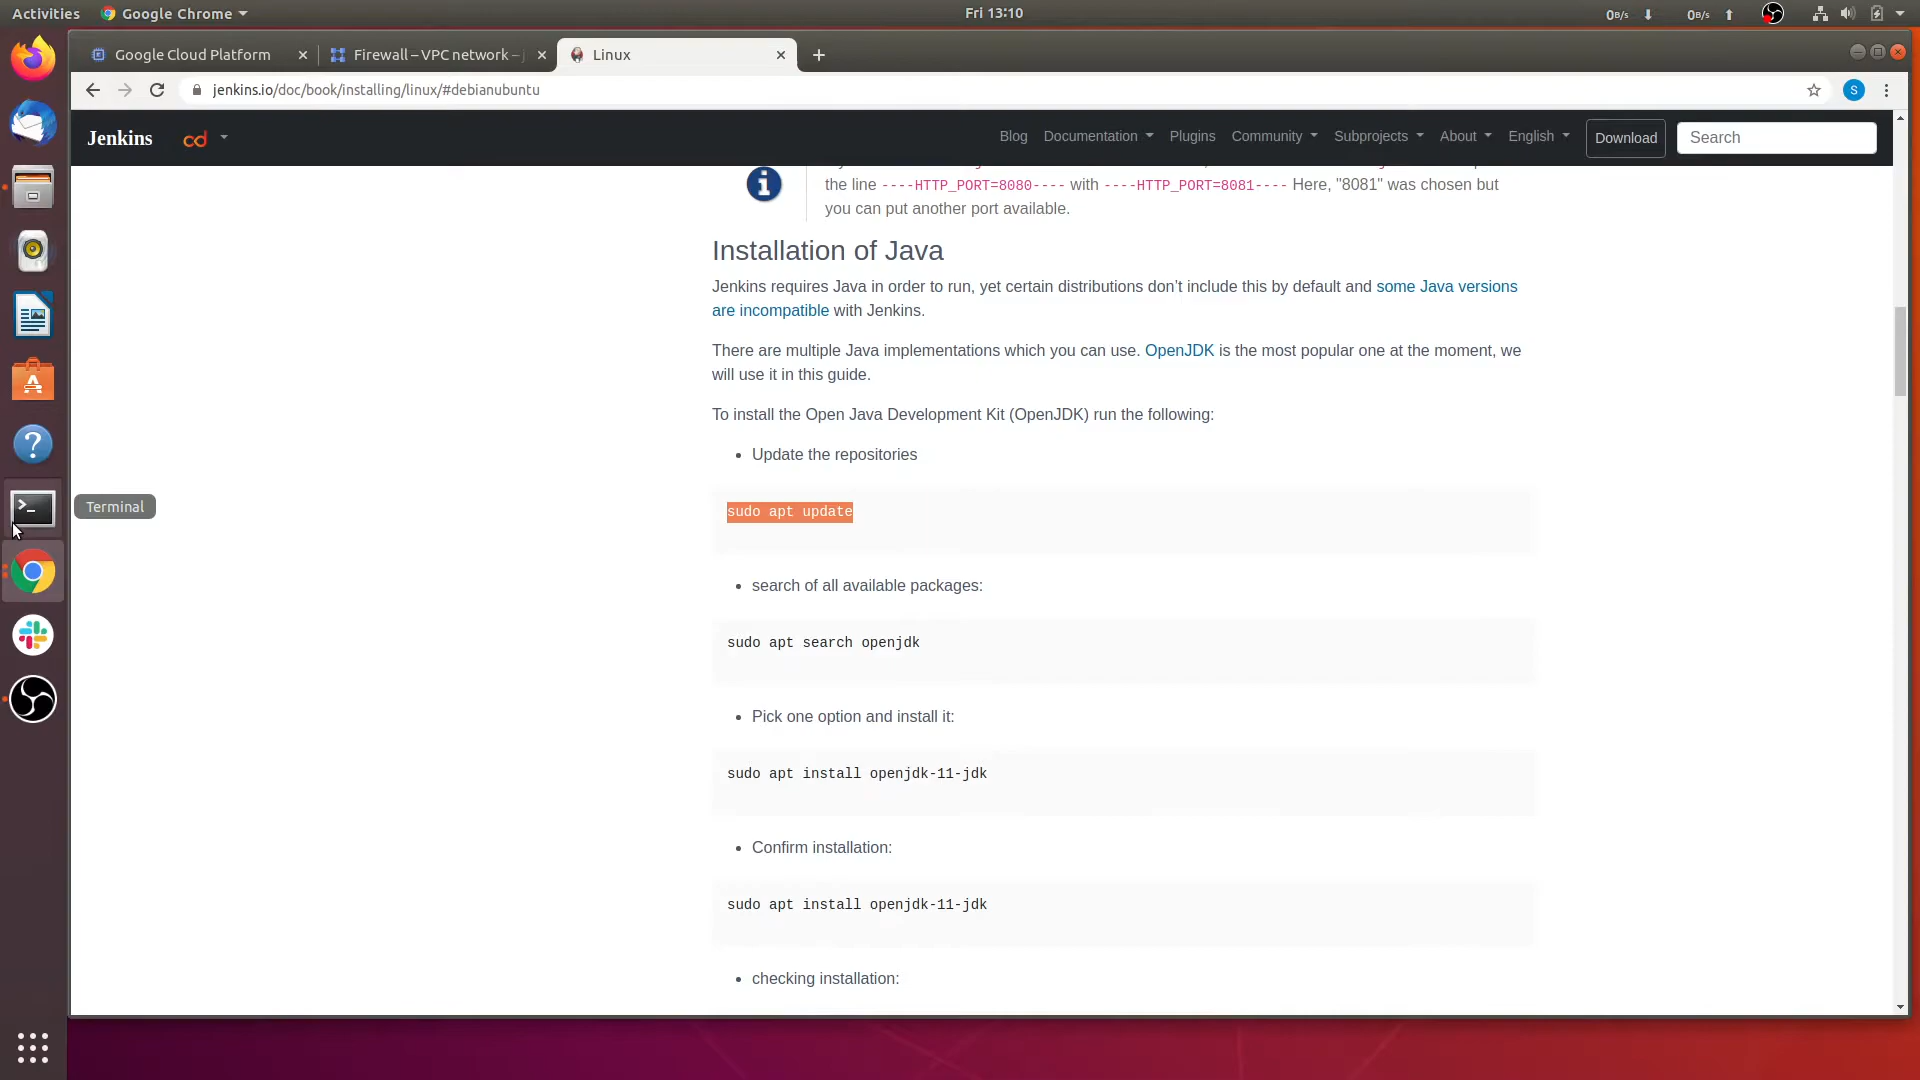 Activities
Google Chrome
Fri 13:10
0B/s
0B/s
Google Cloud Platform
Firewall – VPC network –
Linux
jenkins.io/doc/book/installing/linux/#debianubuntu
S
Jenkins
cd
Blog
Documentation
Plugins
Community
Subprojects
About
English
Download
Search
the line ----HTTP_PORT=8080---- with ----HTTP_PORT=8081---- Here, "8081" was chosen but
you can put another port available.
Installation of Java
Jenkins requires Java in order to run, yet certain distributions don’t include this by default and some Java versions
are incompatible with Jenkins.
There are multiple Java implementations which you can use. OpenJDK is the most popular one at the moment, we
will use it in this guide.
To install the Open Java Development Kit (OpenJDK) run the following:
Update the repositories
Terminal
sudo apt update
search of all available packages:
sudo apt search openjdk
Pick one option and install it:
sudo apt install openjdk-11-jdk
Confirm installation:
sudo apt install openjdk-11-jdk
checking installation: